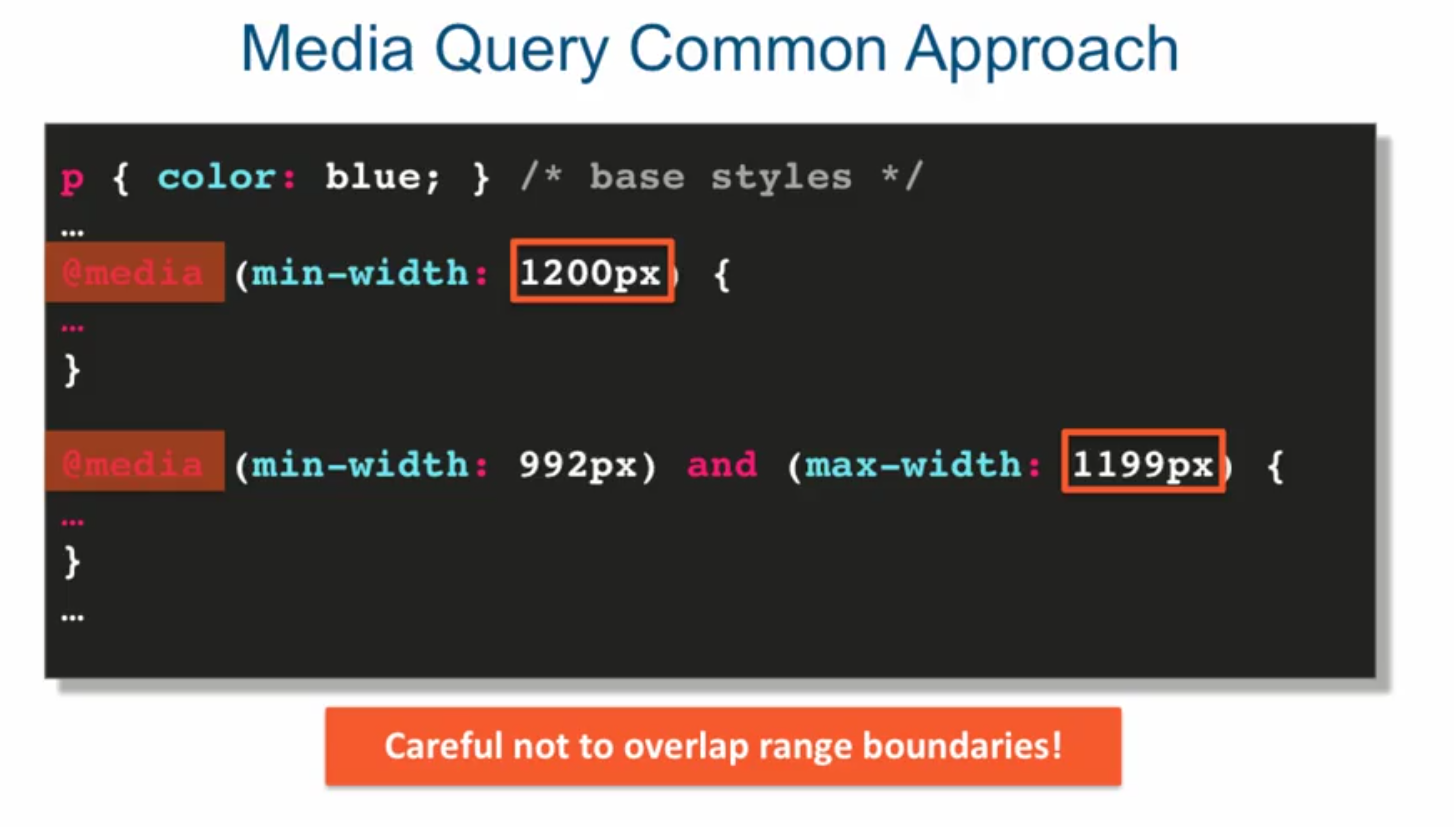 Media Query Common Approach
p { color: blue; } /* base styles */
…
@media (min-width: 1200px) {
…
}
@media (min-width: 992px) and (max-width: 1199px) {
…
}
…
Careful not to overlap range boundaries!